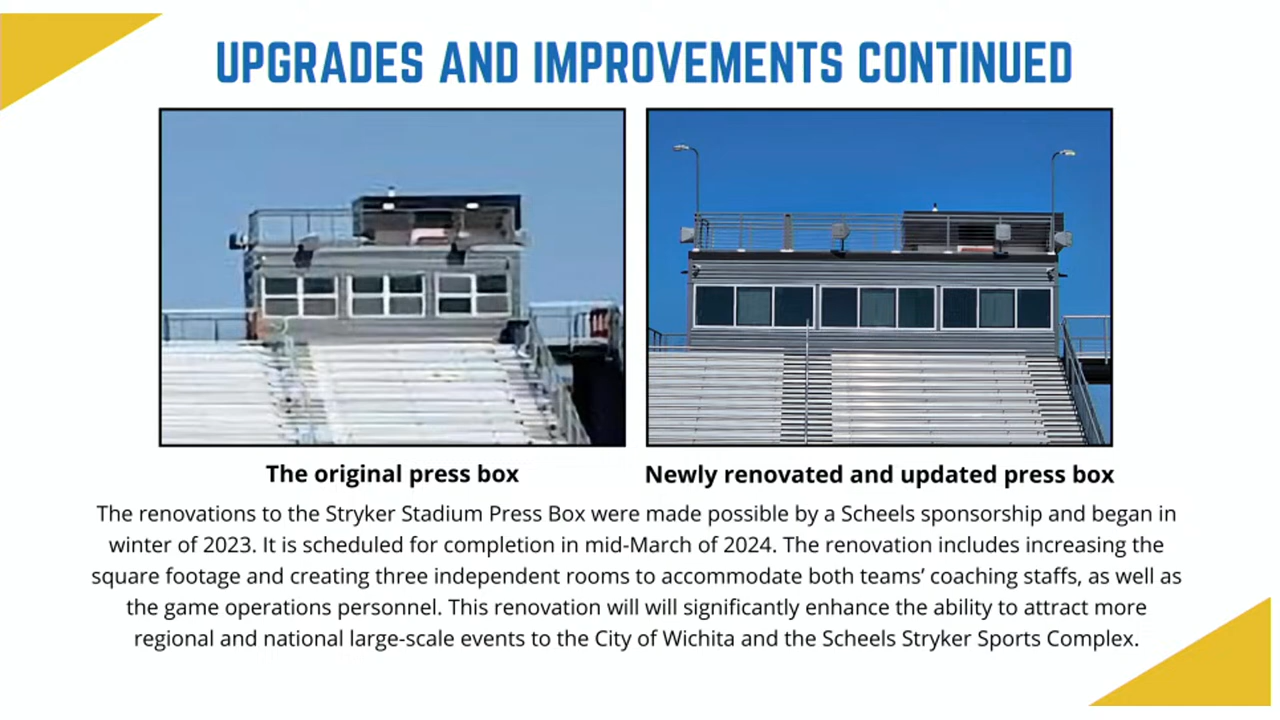 UPGRADES AND IMPROVEMENTS CONTINUED
The original press box
Newly renovated and updated press box
The renovations to the Stryker Stadium Press Box were made possible by a Scheels sponsorship and began in
winter of 2023. It is scheduled for completion in mid-March of 2024. The renovation includes increasing the
square footage and creating three independent rooms to accommodate both teams’ coaching staffs, as well as
the game operations personnel. This renovation will will significantly enhance the ability to attract more
regional and national large-scale events to the City of Wichita and the Scheels Stryker Sports Complex.